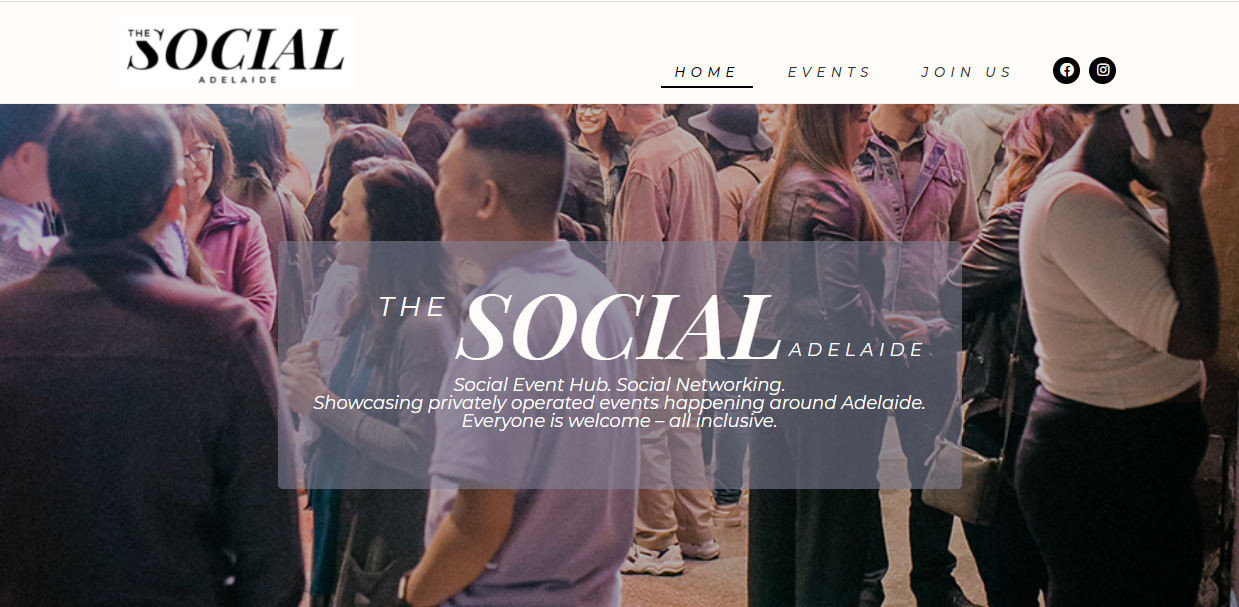 THE
SOCIAL
ADELAIDE
HOME EVENTS JOIN US
THE SOCIAL ADELAIDE
Social Event Hub. Social Networking.
Showcasing privately operated events happening around Adelaide.
Everyone is welcome – all inclusive.